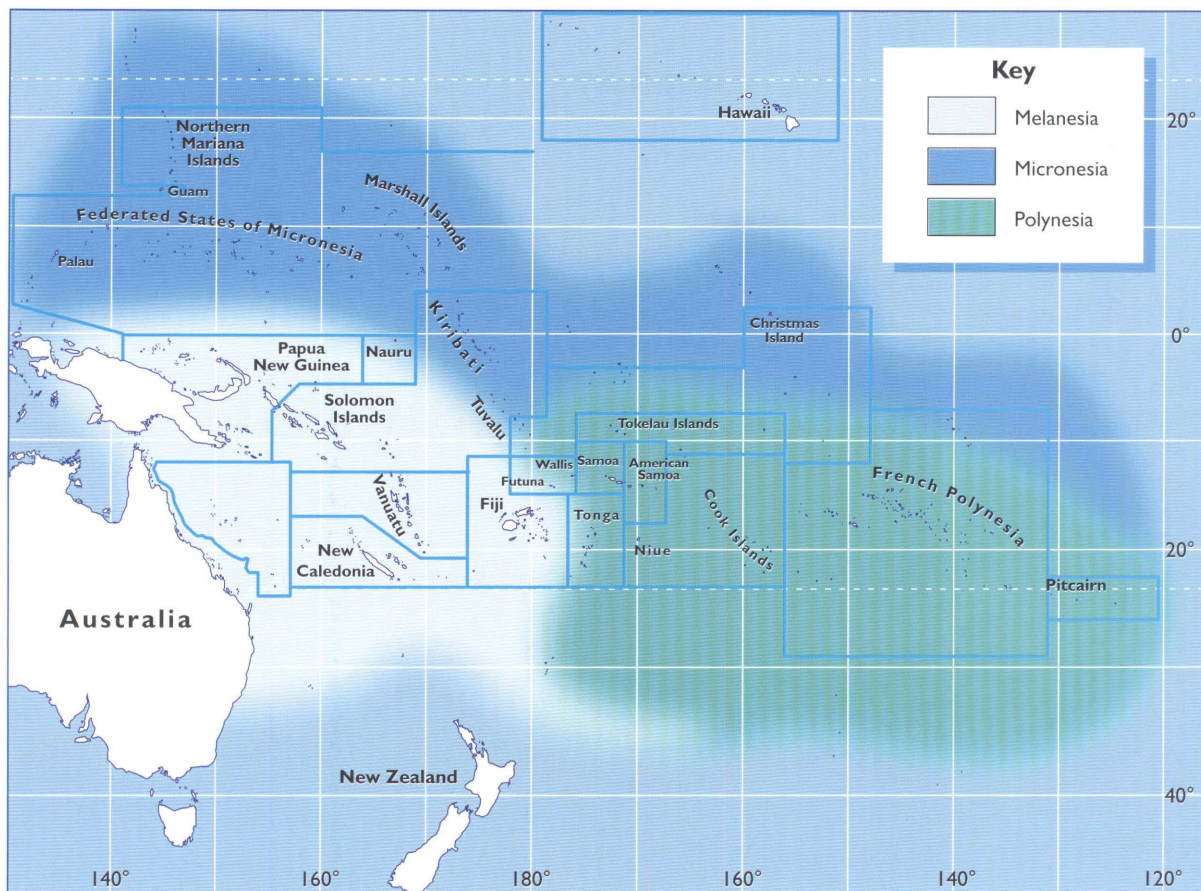 Key
Melanesia
Micronesia
Polynesia
Hawaii
20°
Northern
Mariana
Islands
Guam
Marshall Islands
Federated States of Micronesia
Palau
Kiribati
Christmas
Island
0°
Papua
New Guinea
Nauru
Solomon
Islands
Tuvalu
Tokelau Islands
Wallis
Samoa
American
Samoa
Futuna
Vanuatu
Fiji
Tonga
Cook Islands
French Polynesia
New
Caledonia
Niue
20°
Pitcairn
Australia
New Zealand
40°
140°
160°
180°
160°
140°
120°